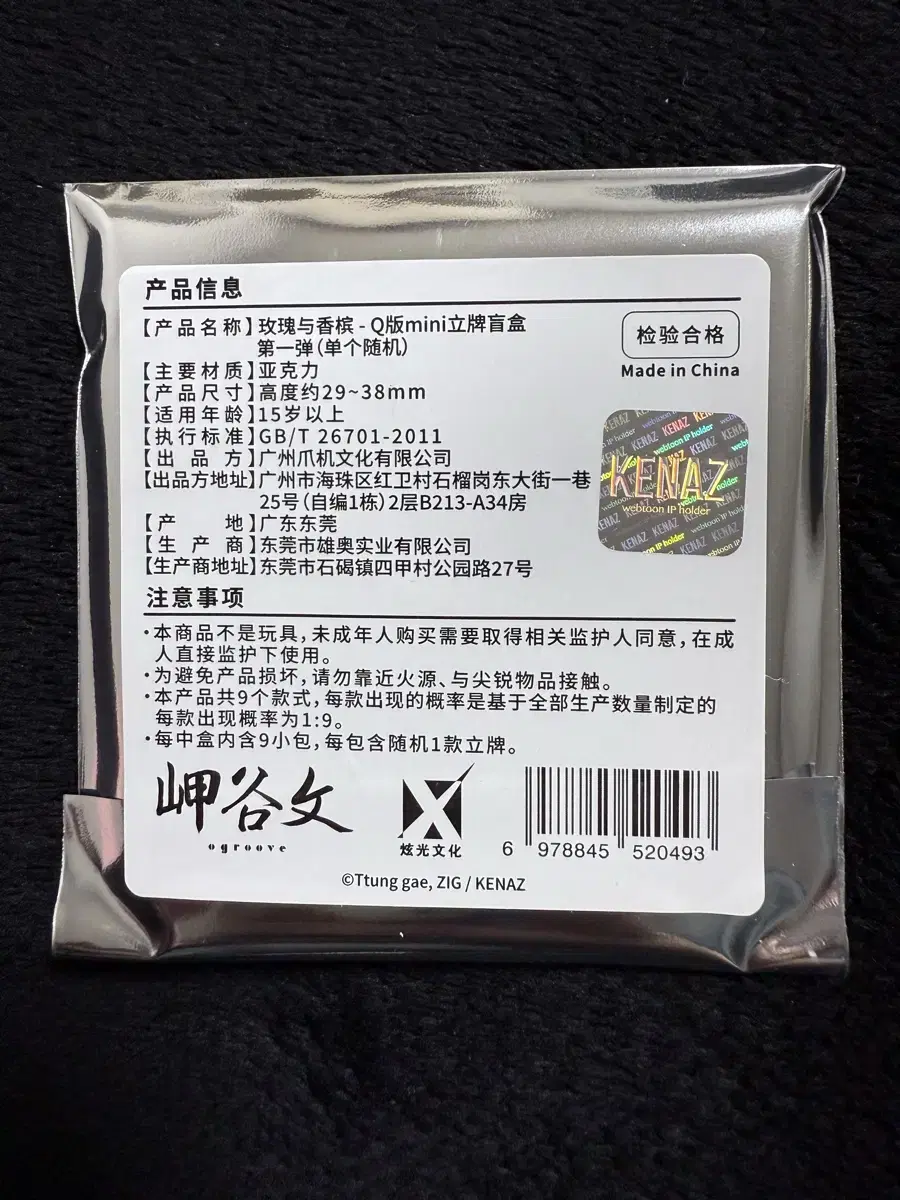 产品信息
【产品名称】玫瑰与香槟 - Q版mini立牌盲盒
第一弹(单个随机)
【主要材质】亚克力
【产品尺寸】高度约29~38mm
【适用年龄】15岁以上
【执行标准】GB/T 26701-2011
【出品方】广州爪机文化有限公司
【出品方地址】广州市海珠区红卫村石榴岗东大街一巷
25号(自编1栋)2层B213-A34房
【产地】广东东莞
【生产商】东莞市雄奥实业有限公司
【生产商地址】东莞市石碣镇四甲村公园路27号
检验合格
Made in China
KENAZ
webtoon IP holder
注意事项
·本商品不是玩具,未成年人购买需要取得相关监护人同意,在成
人直接监护下使用。
·为避免产品损坏,请勿靠近火源、与尖锐物品接触。
·本产品共9个款式,每款出现的概率是基于全部生产数量制定的
每款出现概率为1:9。
·每中盒内含9小包,每包含随机1款立牌。
岬谷文
ogroove
炫光文化
6 978845 520493
©Ttung gae, ZIG / KENAZ